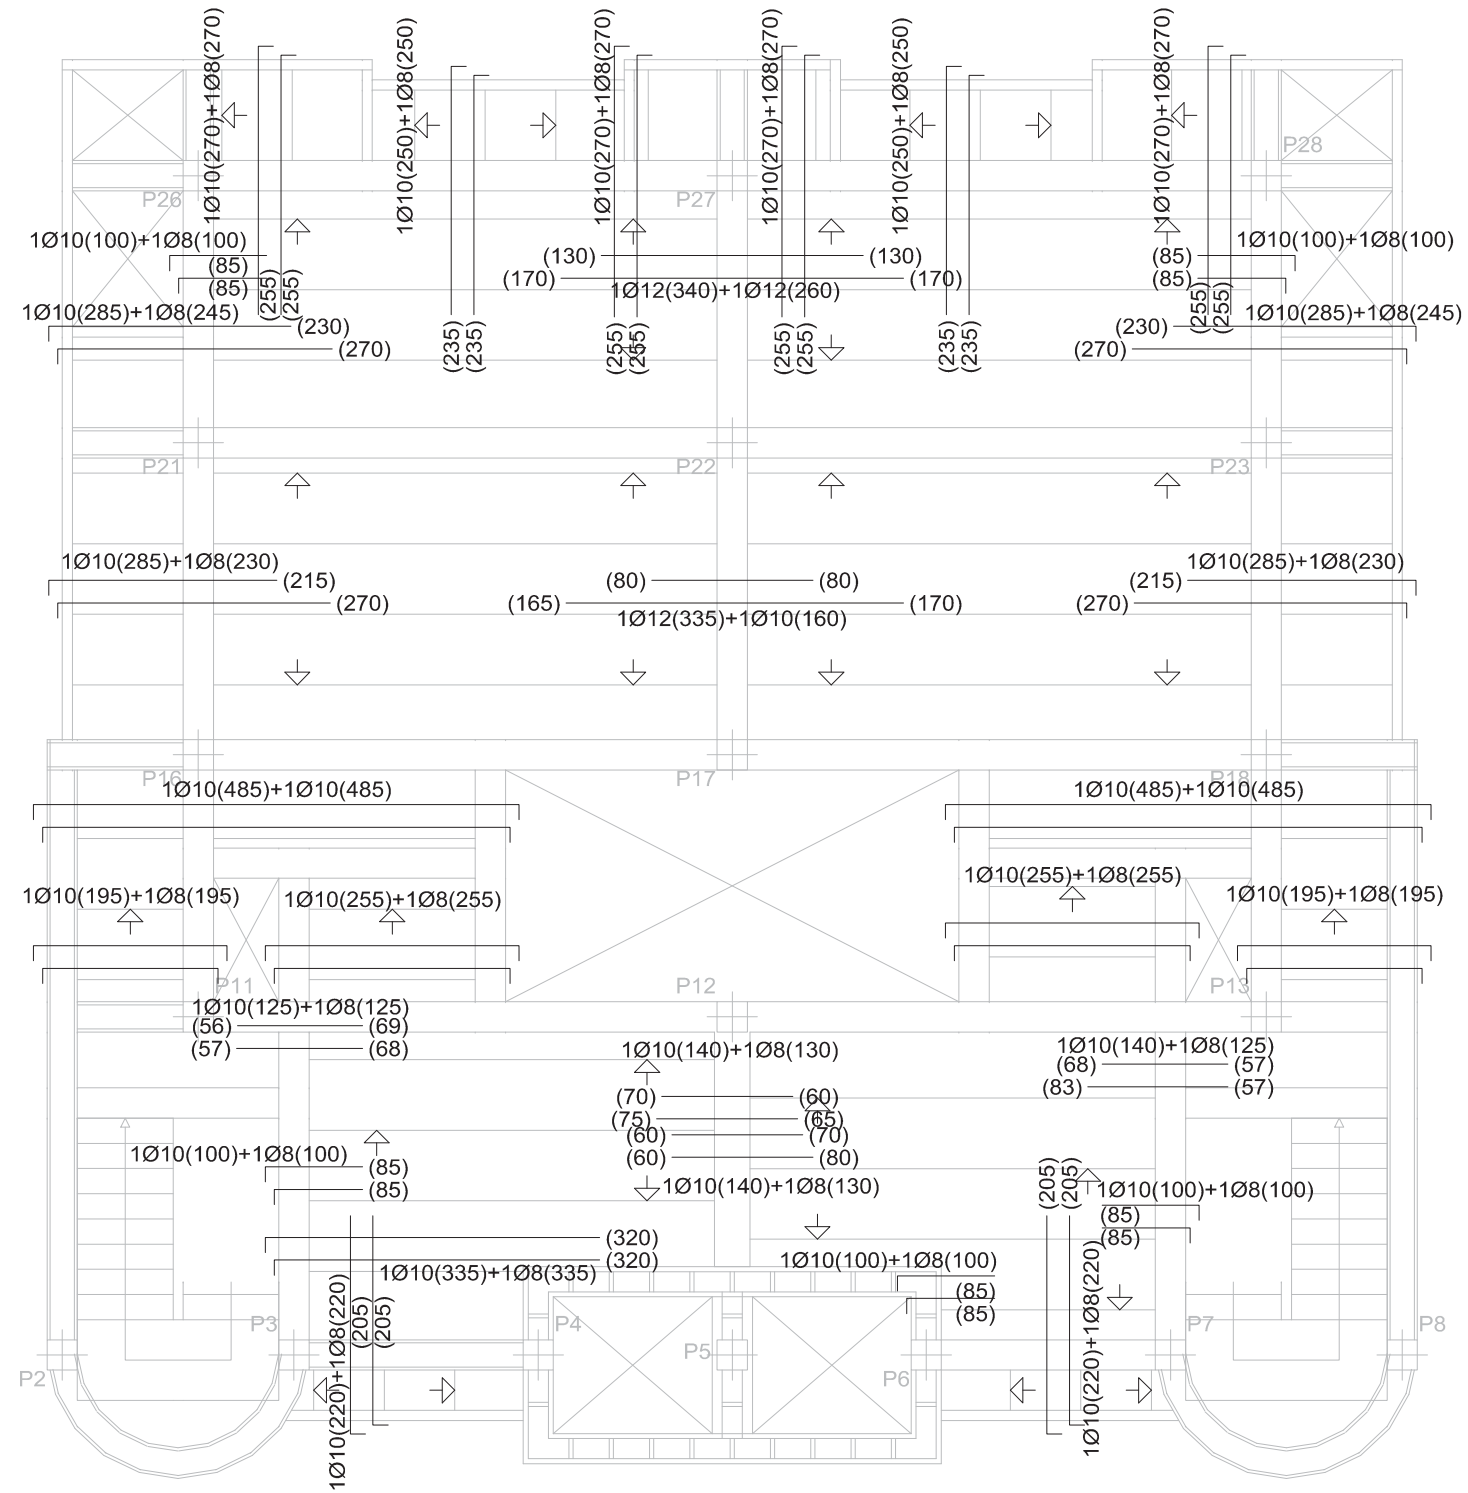 1Ø10(270)+1Ø8(270)
1Ø10(250)+1Ø8(250)
1Ø10(270)+1Ø8(270)
1Ø10(270)+1Ø8(270)
1Ø10(250)+1Ø8(250)
1Ø10(270)+1Ø8(270)
P28
P26
P27
1Ø10(100)+1Ø8(100)
(85)
(85)
(255)
(255)
(130)
(130)
(170)
(170)
1Ø12(340)+1Ø12(260)
(85)
(85)
1Ø10(100)+1Ø8(100)
(255)
(255)
1Ø10(285)+1Ø8(245)
(230)
(270)
(235)
(235)
(255)
(255)
(255)
(255)
(235)
(235)
1Ø10(285)+1Ø8(245)
(230)
(270)
P21
P22
P23
1Ø10(285)+1Ø8(230)
(215)
(270)
(80)
(80)
(165)
(170)
1Ø12(335)+1Ø10(160)
1Ø10(285)+1Ø8(230)
(215)
(270)
P16
P17
P18
1Ø10(485)+1Ø10(485)
1Ø10(485)+1Ø10(485)
1Ø10(195)+1Ø8(195)
1Ø10(255)+1Ø8(255)
1Ø10(255)+1Ø8(255)
1Ø10(195)+1Ø8(195)
P11
P12
P13
1Ø10(125)+1Ø8(125)
(56)
(69)
(57)
(68)
1Ø10(140)+1Ø8(130)
(70)
(60)
(75)
(65)
(60)
(70)
(60)
(80)
1Ø10(140)+1Ø8(130)
1Ø10(140)+1Ø8(125)
(68)
(57)
(83)
(57)
1Ø10(100)+1Ø8(100)
(85)
(85)
(205)
(205)
1Ø10(100)+1Ø8(100)
(85)
(85)
(320)
(320)
1Ø10(335)+1Ø8(335)
1Ø10(100)+1Ø8(100)
(85)
(85)
1Ø10(220)+1Ø8(220)
(205)
(205)
1Ø10(220)+1Ø8(220)
P2
P3
P4
P5
P6
P7
P8